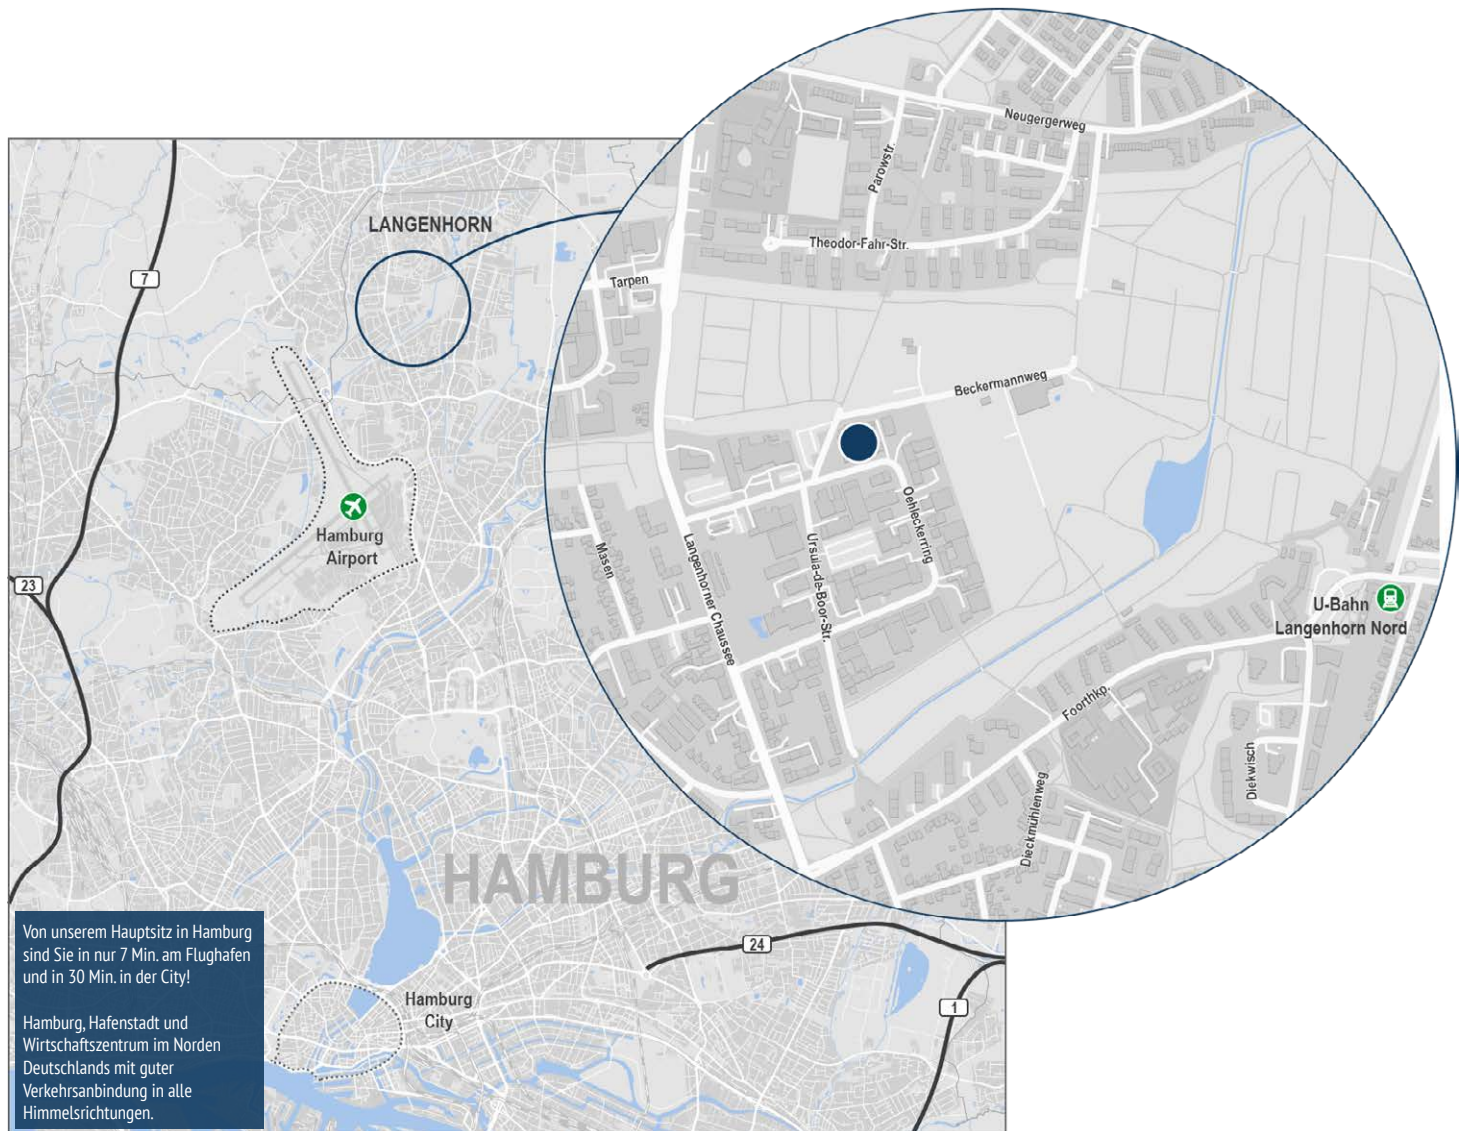 Neugergerweg
Parowstr.
Theodor-Fahr-Str.
LANGENHORN
7
Tarpen
Beckermannweg
Oehleckerring
Hamburg
Airport
Masen
Langenhorner Chaussee
Ursula-de-Boor-Str.
23
U-Bahn
Langenhorn Nord
Foorthkp.
Diekwisch
Dieckmühlenweg
HAMBURG
Von unserem Hauptsitz in Hamburg
sind Sie in nur 7 Min. am Flughafen
und in 30 Min. in der City!
Hamburg, Hafenstadt und
Wirtschaftszentrum im Norden
Deutschlands mit guter
Verkehrsanbindung in alle
Himmelsrichtungen.
24
Hamburg
City
1